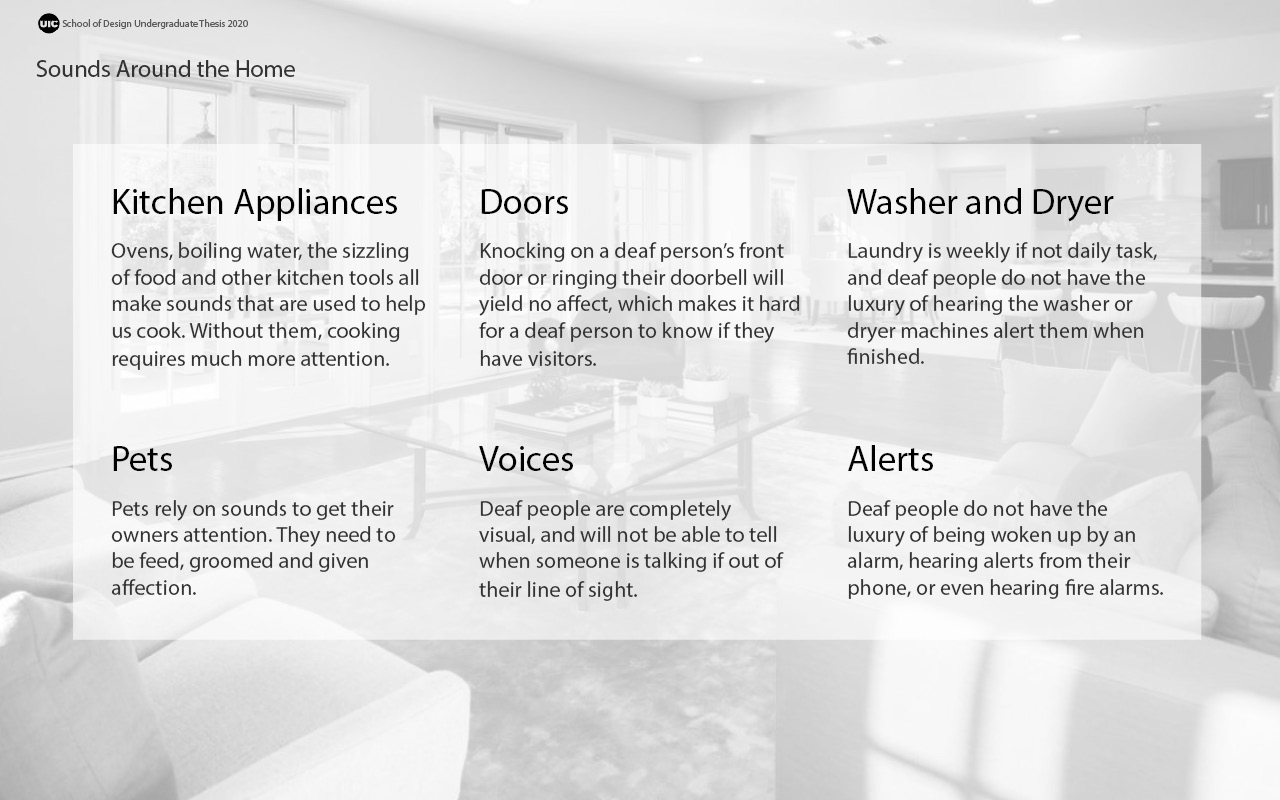 UIC School of Design Undergraduate Thesis 2020
Sounds Around the Home
Kitchen Appliances
Ovens, boiling water, the sizzling
of food and other kitchen tools all
make sounds that are used to help
us cook. Without them, cooking
requires much more attention.
Doors
Knocking on a deaf person’s front
door or ringing their doorbell will
yield no affect, which makes it hard
for a deaf person to know if they
have visitors.
Washer and Dryer
Laundry is weekly if not daily task,
and deaf people do not have the
luxury of hearing the washer or
dryer machines alert them when
finished.
Pets
Pets rely on sounds to get their
owners attention. They need to
be feed, groomed and given
affection.
Voices
Deaf people are completely
visual, and will not be able to tell
when someone is talking if out of
their line of sight.
Alerts
Deaf people do not have the
luxury of being woken up by an
alarm, hearing alerts from their
phone, or even hearing fire alarms.